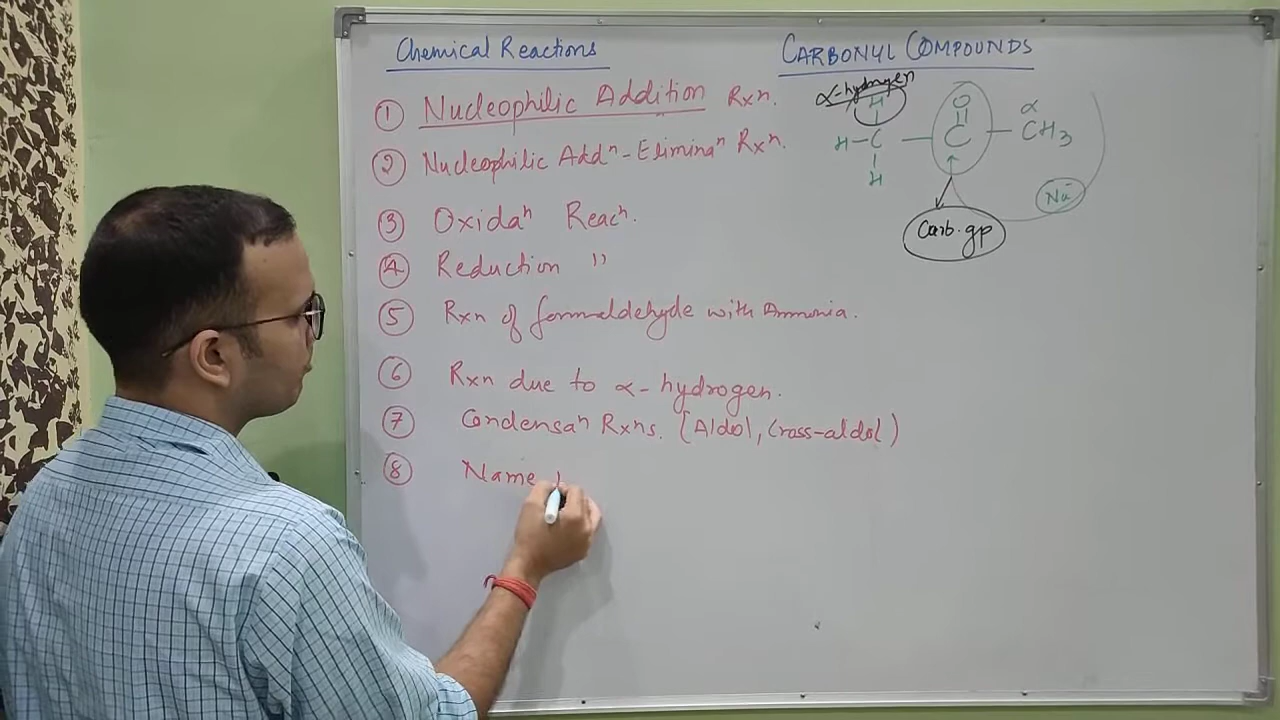 Chemical Reactions
CARBONYL COMPOUNDS
① Nucleophilic Addition Rxn.
② Nucleophilic Addⁿ-Eliminaⁿ Rxⁿ.
③ Oxidaⁿ Reacⁿ.
④ Reduction "
⑤ Rxn of formaldehyde with Ammonia.
⑥ Rxn due to α- hydrogen.
⑦ Condensaⁿ Rxns. (Aldol, Cross-aldol)
⑧ Name
α-hydrogen
H O α
H-C-C-CH3
H
Nu
Carb. gp